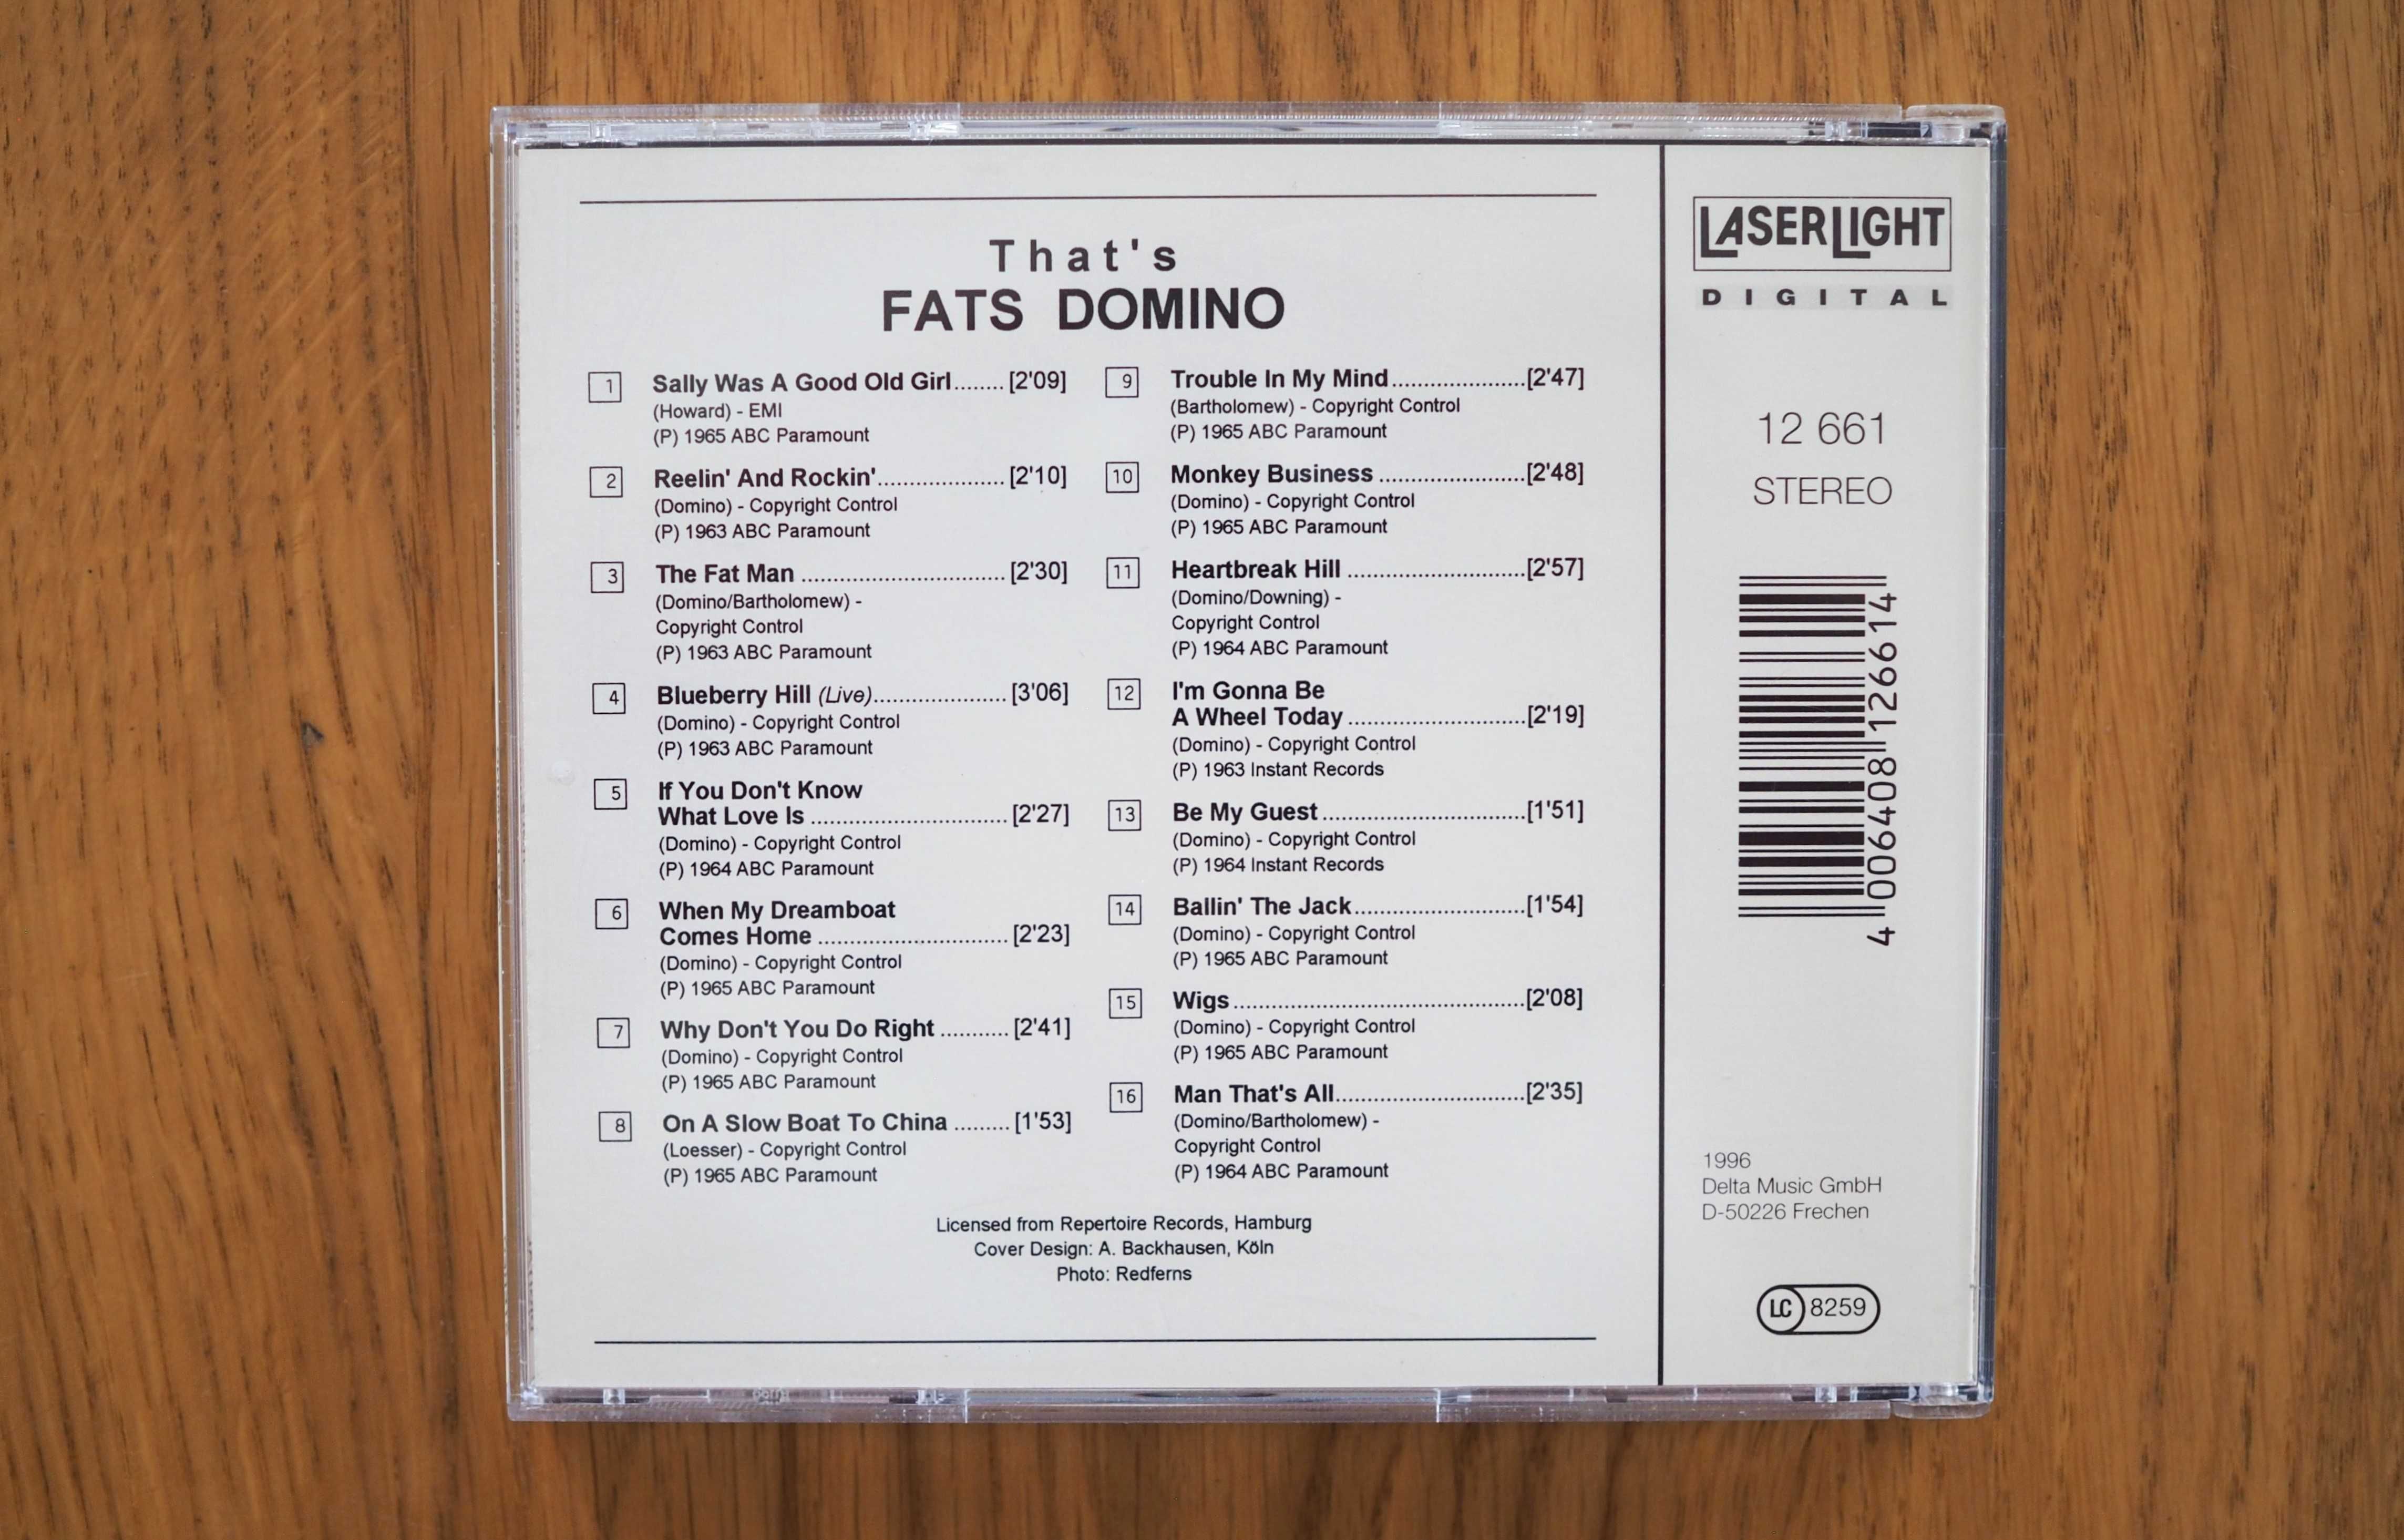 That's
FATS DOMINO
1 Sally Was A Good Old Girl........ [2'09]
(Howard) - EMI
(P) 1965 ABC Paramount
2 Reelin' And Rockin'.................... [2'10]
(Domino) - Copyright Control
(P) 1963 ABC Paramount
3 The Fat Man ................................ [2'30]
(Domino/Bartholomew) -
Copyright Control
(P) 1963 ABC Paramount
4 Blueberry Hill (Live)..................... [3'06]
(Domino) - Copyright Control
(P) 1963 ABC Paramount
5 If You Don't Know
What Love Is ............................... [2'27]
(Domino) - Copyright Control
(P) 1964 ABC Paramount
6 When My Dreamboat
Comes Home .............................. [2'23]
(Domino) - Copyright Control
(P) 1965 ABC Paramount
7 Why Don't You Do Right ........... [2'41]
(Domino) - Copyright Control
(P) 1965 ABC Paramount
8 On A Slow Boat To China ......... [1'53]
(Loesser) - Copyright Control
(P) 1965 ABC Paramount
9 Trouble In My Mind.....................[2'47]
(Bartholomew) - Copyright Control
(P) 1965 ABC Paramount
10 Monkey Business .......................[2'48]
(Domino) - Copyright Control
(P) 1965 ABC Paramount
11 Heartbreak Hill ............................[2'57]
(Domino/Downing) -
Copyright Control
(P) 1964 ABC Paramount
12 I'm Gonna Be
A Wheel Today ............................[2'19]
(Domino) - Copyright Control
(P) 1963 Instant Records
13 Be My Guest ................................[1'51]
(Domino) - Copyright Control
(P) 1964 Instant Records
14 Ballin' The Jack...........................[1'54]
(Domino) - Copyright Control
(P) 1965 ABC Paramount
15 Wigs..............................................[2'08]
(Domino) - Copyright Control
(P) 1965 ABC Paramount
16 Man That's All..............................[2'35]
(Domino/Bartholomew) -
Copyright Control
(P) 1964 ABC Paramount
Licensed from Repertoire Records, Hamburg
Cover Design: A. Backhausen, Köln
Photo: Redferns
LASERLIGHT
DIGITAL
12 661
STEREO
4 006408 126614
1996
Delta Music GmbH
D-50226 Frechen
LC 8259